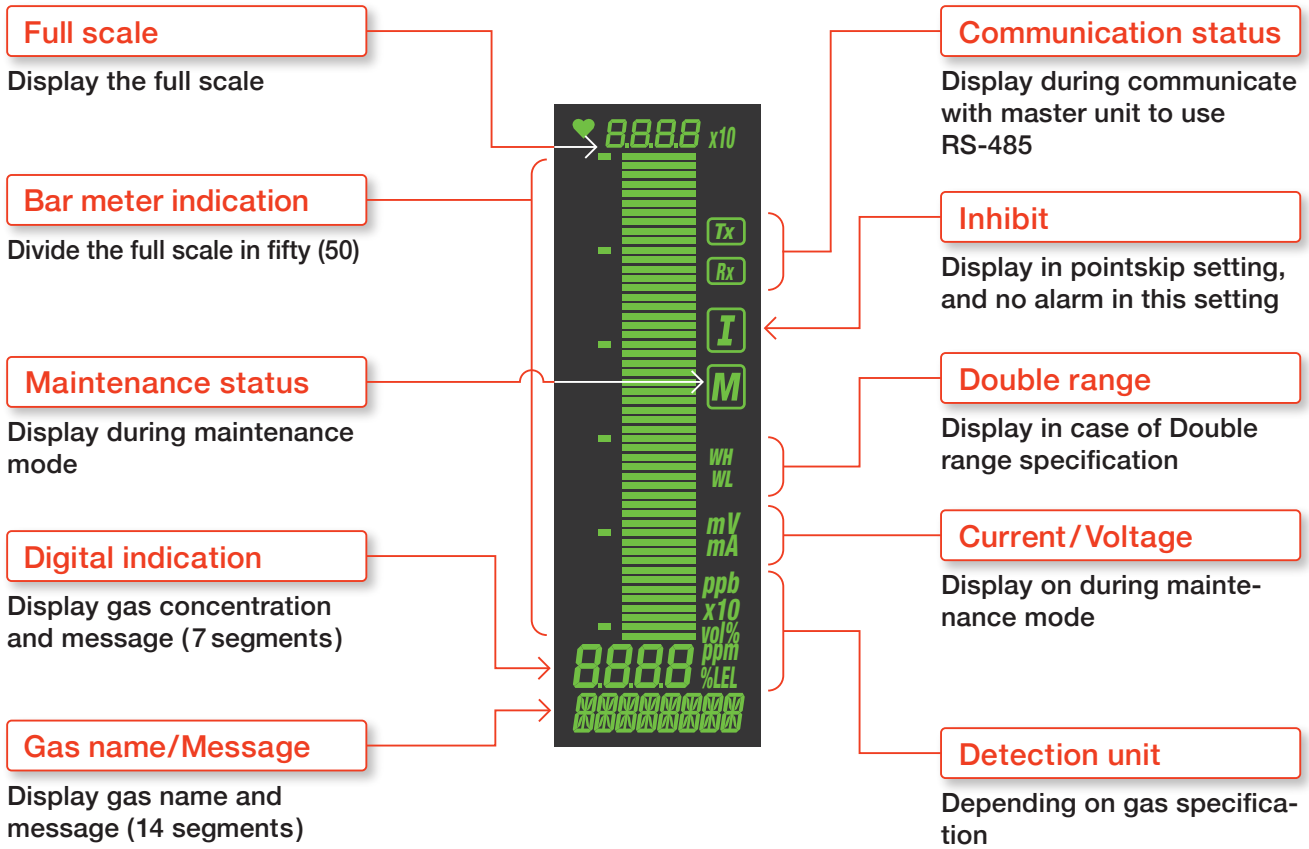 Full scale
Display the full scale
Bar meter indication
Divide the full scale in fifty (50)
Maintenance status
Display during maintenance
mode
Digital indication
Display gas concentration
and message (7 segments)
Gas name/Message
Display gas name and
message (14 segments)
8.8.8.8 x10
Tx
Rx
I
M
WH
WL
mV
mA
ppb
x10
vol%
ppm
8.8.8.8 %LEL
Communication status
Display during communicate
with master unit to use
RS-485
Inhibit
Display in pointskip setting,
and no alarm in this setting
Double range
Display in case of Double
range specification
Current/Voltage
Display on during mainte-
nance mode
Detection unit
Depending on gas specifica-
tion